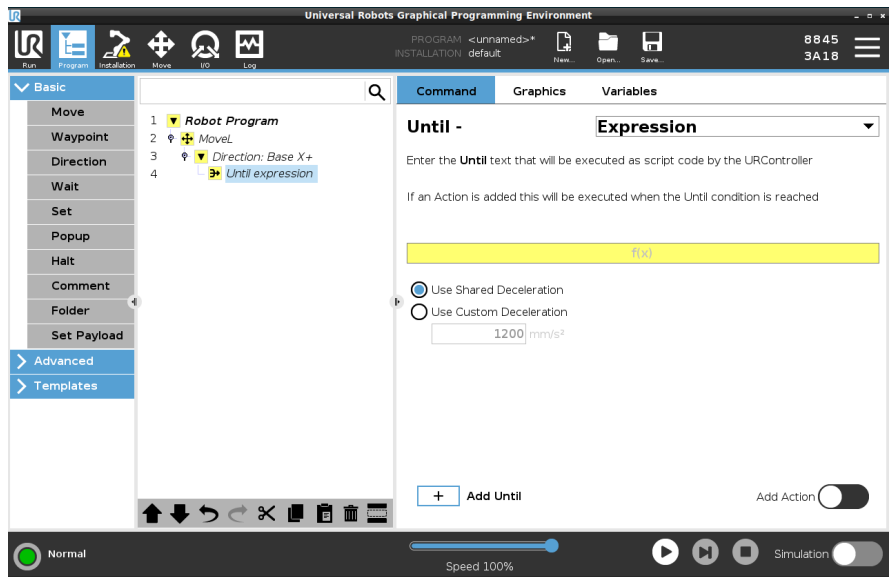 UR
Universal Robots Graphical Programming Environment
UR
Run
Program
Installation
Move
I/O
Log
PROGRAM <unnamed>*
INSTALLATION default
New...
Open...
Save...
8845
3A18
Basic
Move
Waypoint
Direction
Wait
Set
Popup
Halt
Comment
Folder
Set Payload
Advanced
Templates
1 Robot Program
2 MoveL
3 Direction: Base X+
4 Until expression
Command Graphics Variables
Until - Expression
Enter the Until text that will be executed as script code by the URController
If an Action is added this will be executed when the Until condition is reached
f(x)
Use Shared Deceleration
Use Custom Deceleration
1200 mm/s²
+ Add Until
Add Action
Normal
Speed 100%
Simulation